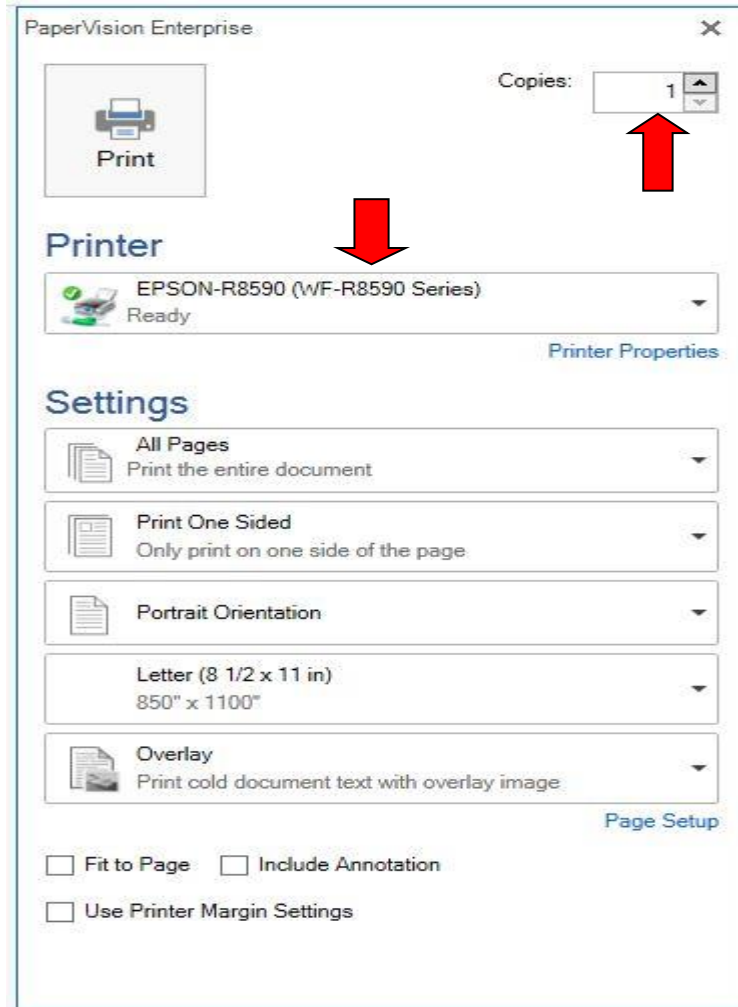 PaperVision Enterprise
Copies:
1
Print
Printer
EPSON-R8590 (WF-R8590 Series)
Ready
Printer Properties
Settings
All Pages
Print the entire document
Print One Sided
Only print on one side of the page
Portrait Orientation
Letter (8 1/2 x 11 in)
850" x 1100"
Overlay
Print cold document text with overlay image
Page Setup
Fit to Page Include Annotation
Use Printer Margin Settings